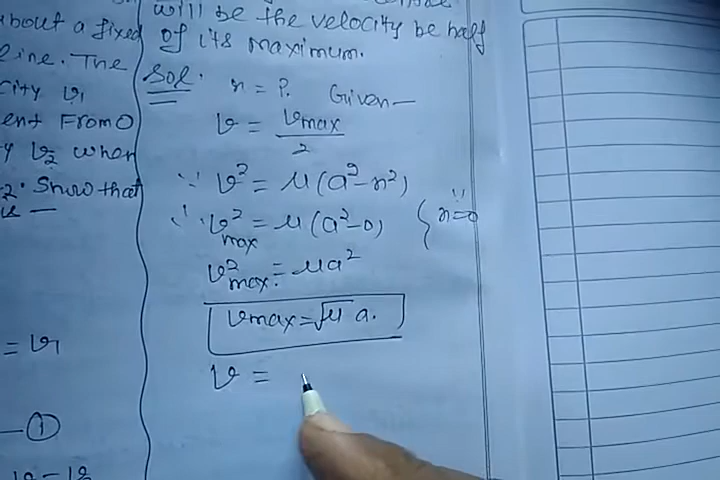 about a fixed
line. The
city v₁
ent From O
y v₂ when
2. Show that
is —
= v₁
— ①
will be the velocity be half
of its maximum.
Sol.
x = ?. Given—
v = vmax/2
∵ v² = μ(a²-x²)
∴ v²max = μ(a²-0) { ∵ x=0
v²max = μa²
vmax = √μ a.
v =